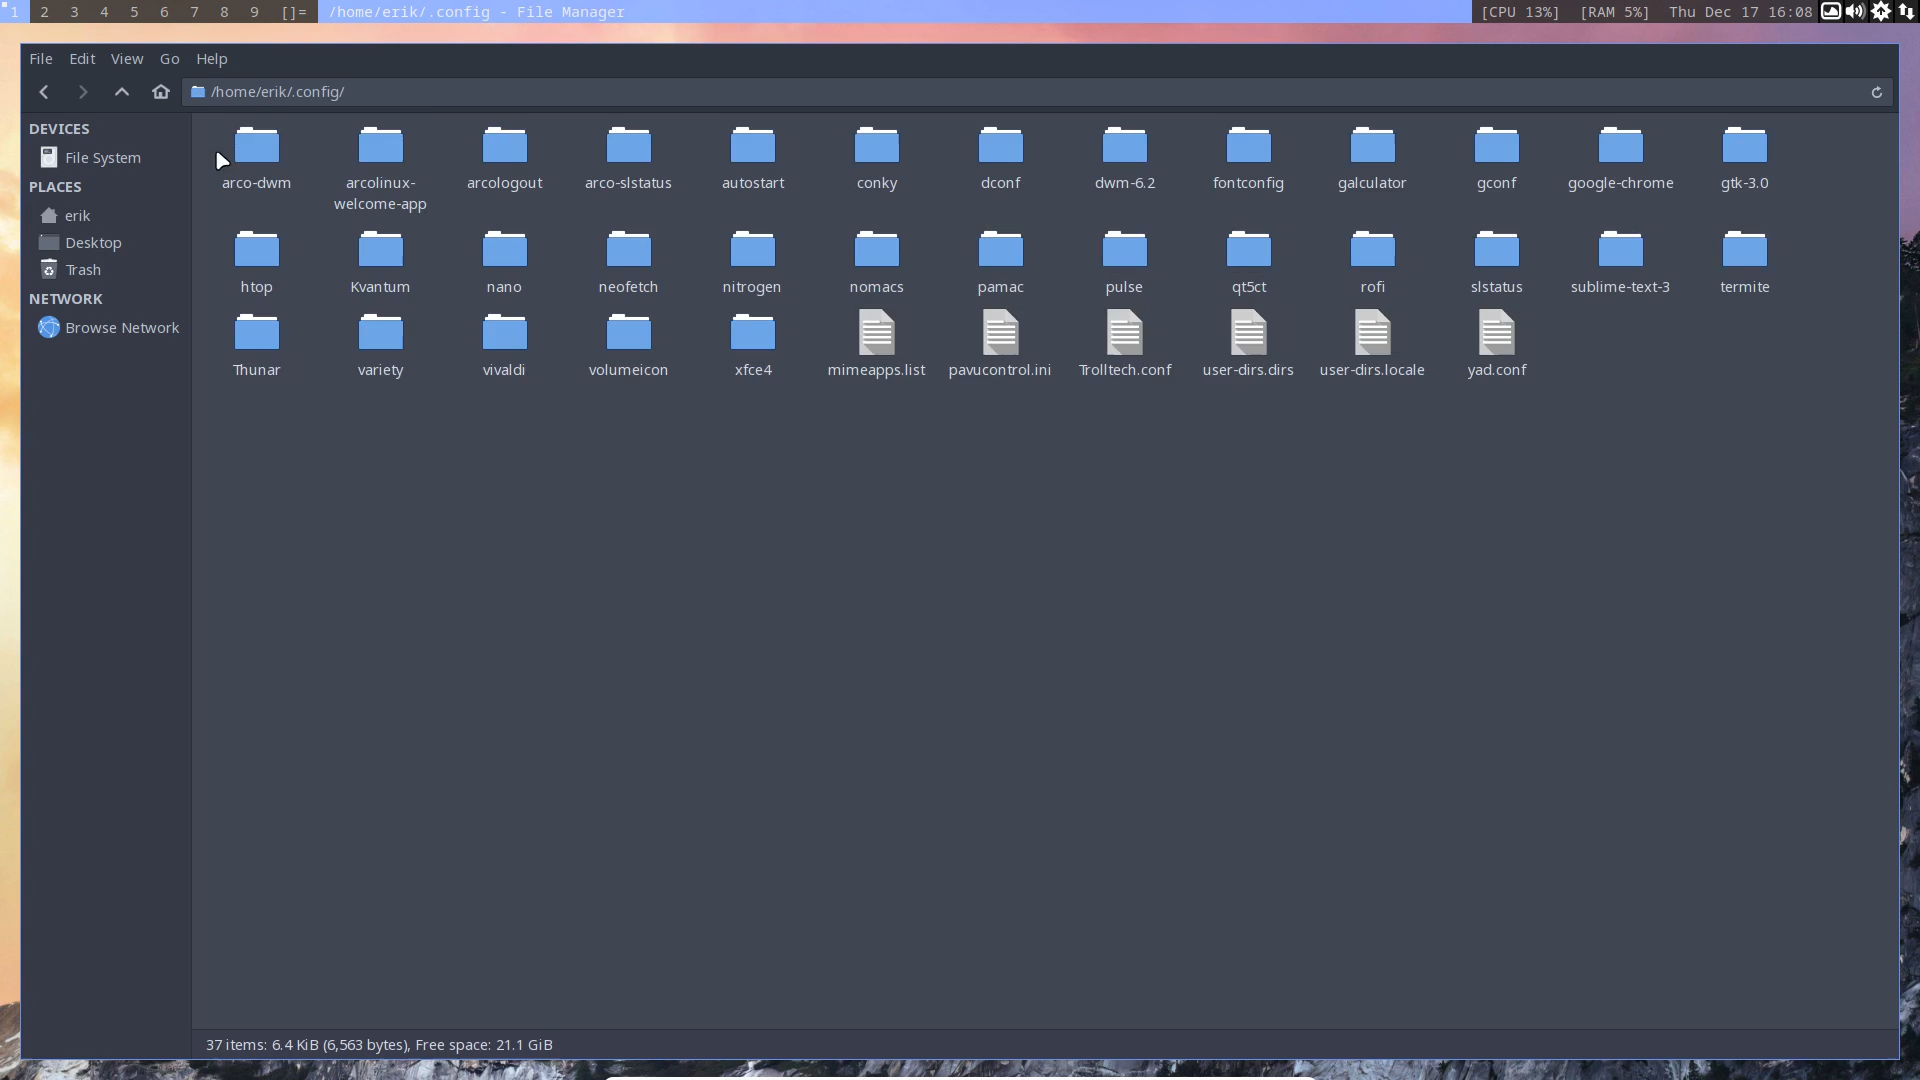 1 2 3 4 5 6 7 8 9 []= /home/erik/.config - File Manager [CPU 13%] [RAM 5%] Thu Dec 17 16:08
File Edit View Go Help
/home/erik/.config/
DEVICES
File System
PLACES
erik
Desktop
Trash
NETWORK
Browse Network
arco-dwm arcolinux- arcologout arco-slstatus autostart conky dconf dwm-6.2 fontconfig galculator gconf google-chrome gtk-3.0
welcome-app
htop Kvantum nano neofetch nitrogen nomacs pamac pulse qt5ct rofi slstatus sublime-text-3 termite
Thunar variety vivaldi volumeicon xfce4 mimeapps.list pavucontrol.ini Trolltech.conf user-dirs.dirs user-dirs.locale yad.conf
37 items: 6.4 KiB (6,563 bytes), Free space: 21.1 GiB